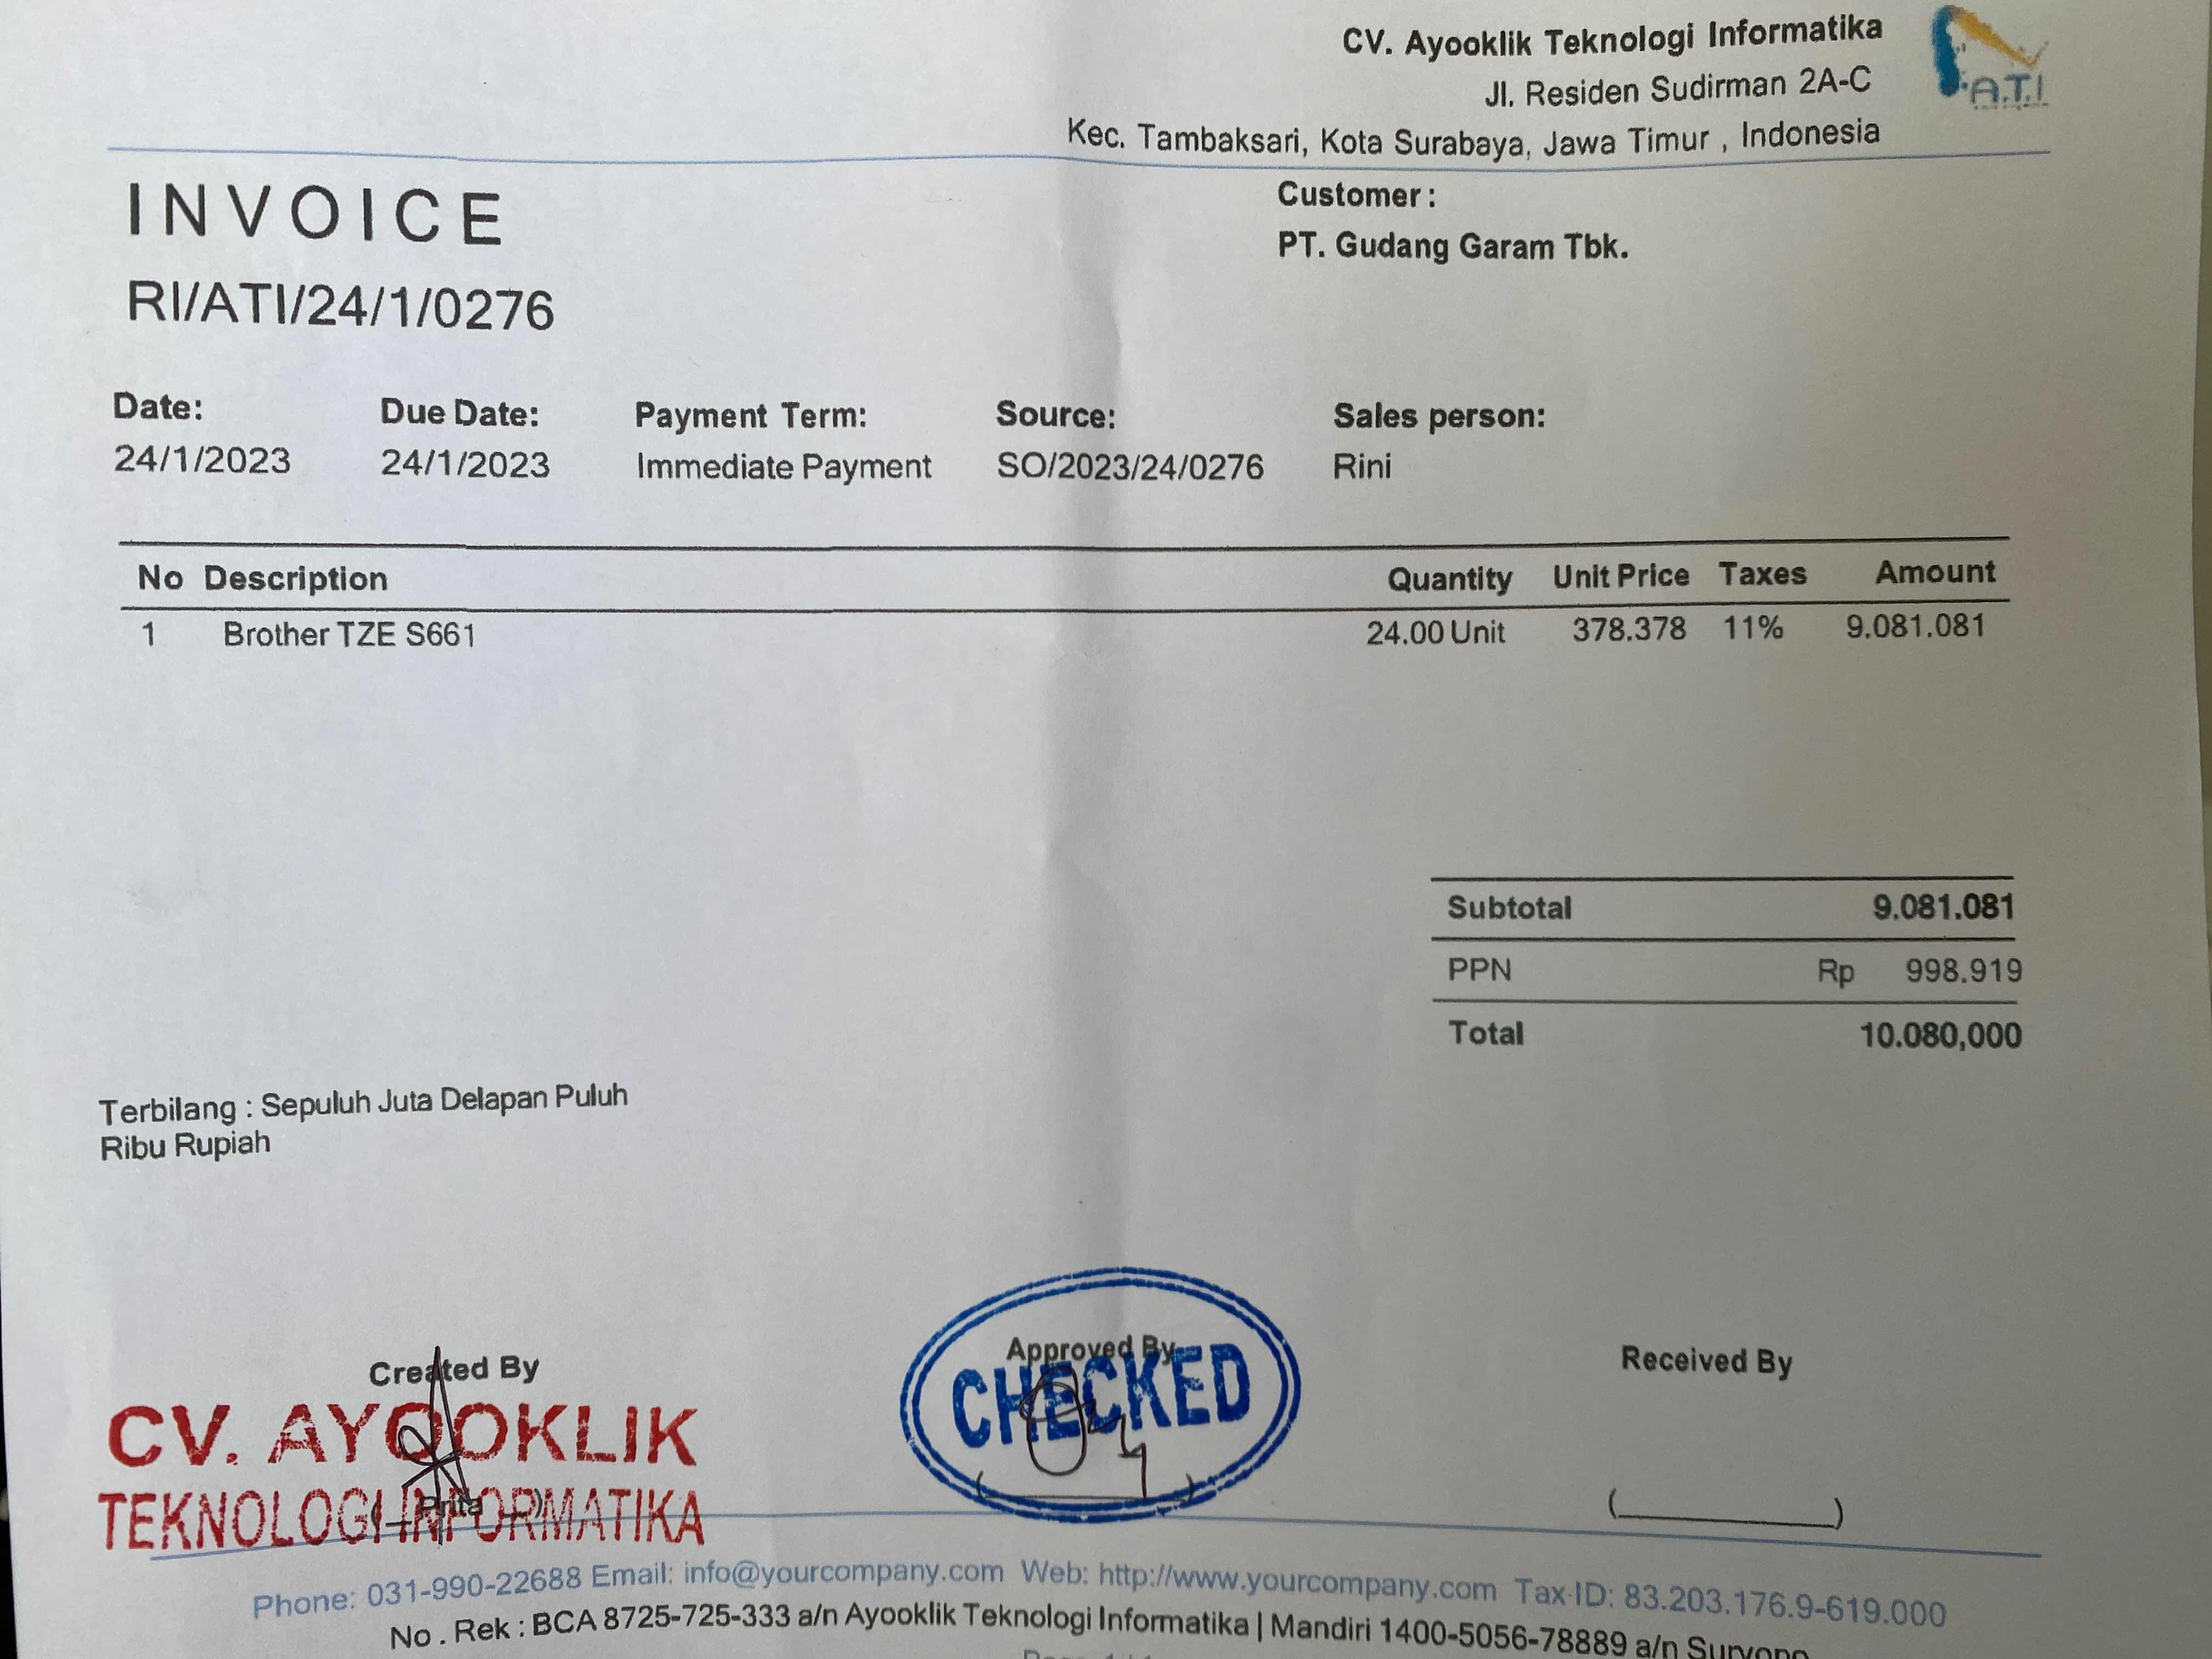 CV. Ayooklik Teknologi Informatika
Jl. Residen Sudirman 2A-C
Kec. Tambaksari, Kota Surabaya, Jawa Timur , Indonesia
A.T.I
INVOICE
RI/ATI/24/1/0276
Customer :
PT. Gudang Garam Tbk.
Date: Due Date: Payment Term: Source: Sales person:
24/1/2023 24/1/2023 Immediate Payment SO/2023/24/0276 Rini
No Description Quantity Unit Price Taxes Amount
1 Brother TZE S661 24.00 Unit 378.378 11% 9.081.081
Subtotal 9.081.081
PPN Rp 998.919
Total 10.080,000
Terbilang : Sepuluh Juta Delapan Puluh
Ribu Rupiah
Created By Approved By Received By
CV. AYOOKLIK
TEKNOLOGI INFORMATIKA
Prita
CHECKED
Phone: 031-990-22688 Email: info@yourcompany.com Web: http://www.yourcompany.com Tax ID: 83.203.176.9-619.000
No . Rek : BCA 8725-725-333 a/n Ayooklik Teknologi Informatika | Mandiri 1400-5056-78889 a/n Suryono